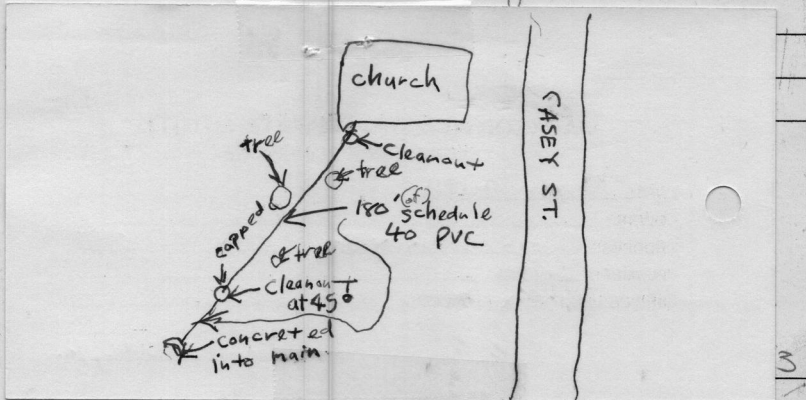 church
tree
cleanout
tree
CASEY ST.
180' of
schedule
40 PVC
capped
tree
cleanout
at 45°
concreted
into main.
3